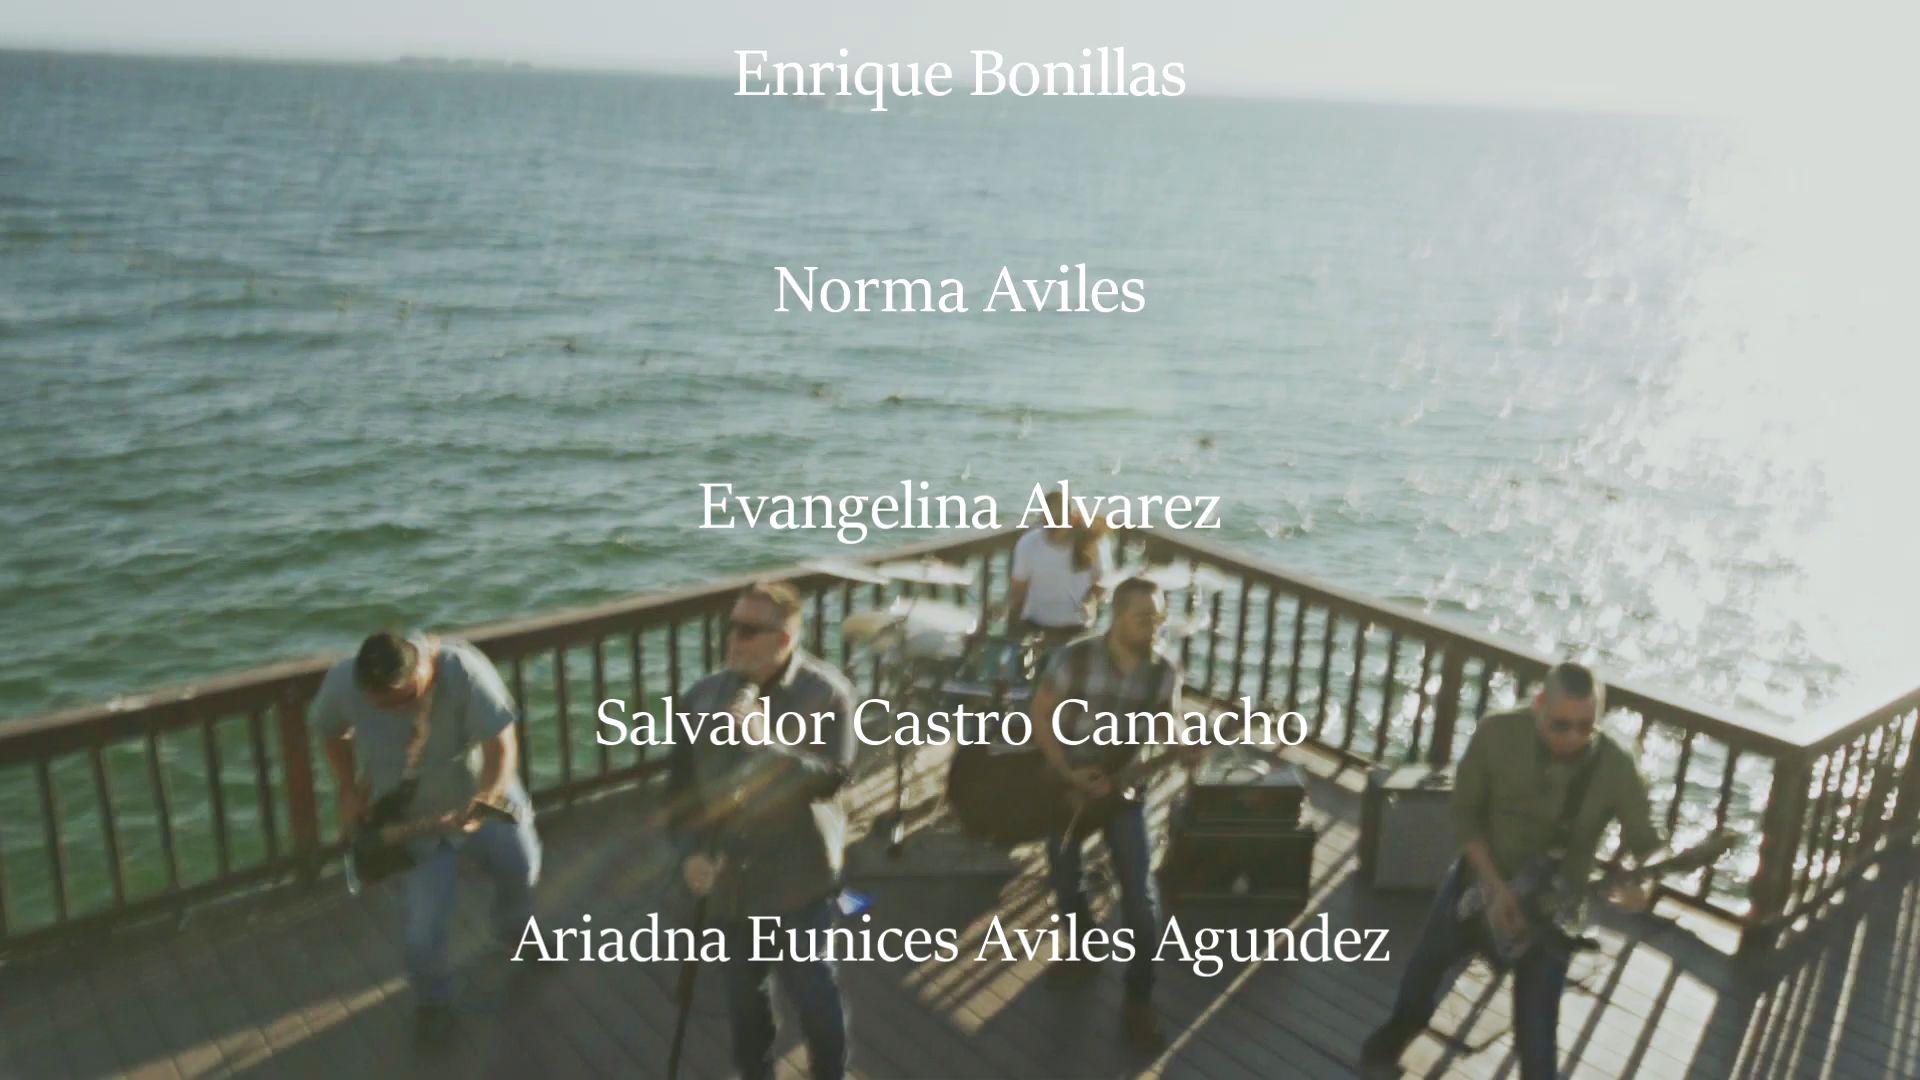 Enrique Bonillas
Norma Aviles
Evangelina Alvarez
Salvador Castro Camacho
Ariadna Eunices Aviles Agundez